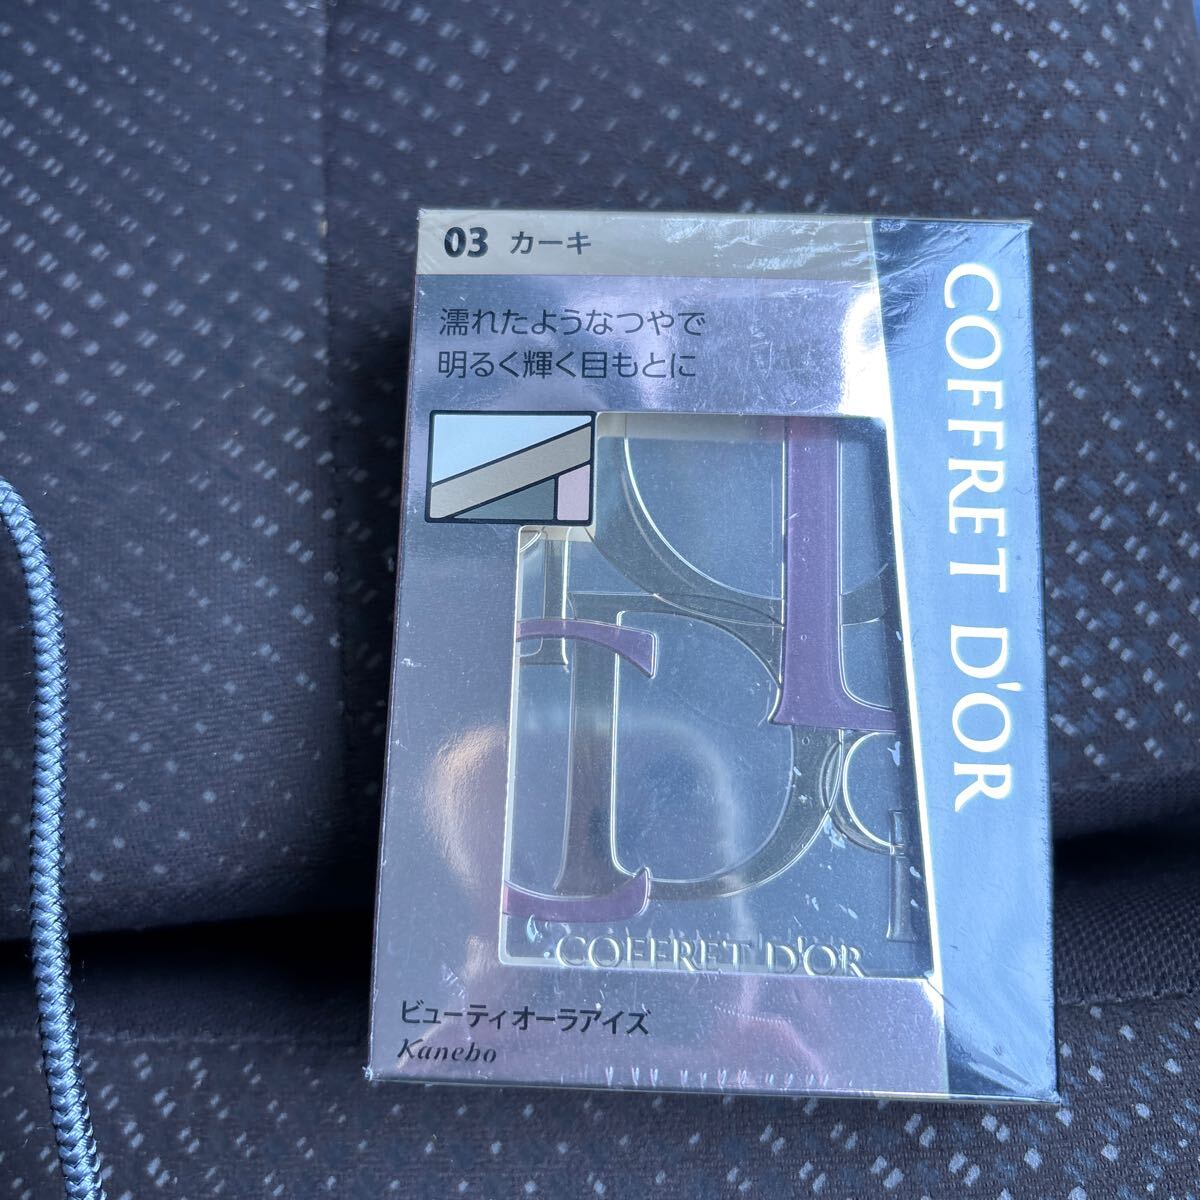 03 カーキ
濡れたようなつやで
明るく輝く目もとに
COFFRET D'OR
COFFRET D'OR
ビューティオーラアイズ
Kanebo